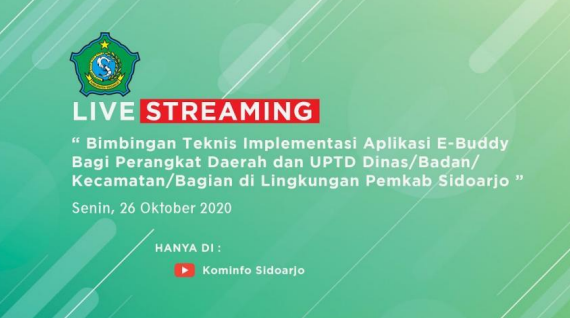 LIVE STREAMING
“ Bimbingan Teknis Implementasi Aplikasi E-Buddy
Bagi Perangkat Daerah dan UPTD Dinas/Badan/
Kecamatan/Bagian di Lingkungan Pemkab Sidoarjo ”
Senin, 26 Oktober 2020
HANYA DI :
Kominfo Sidoarjo